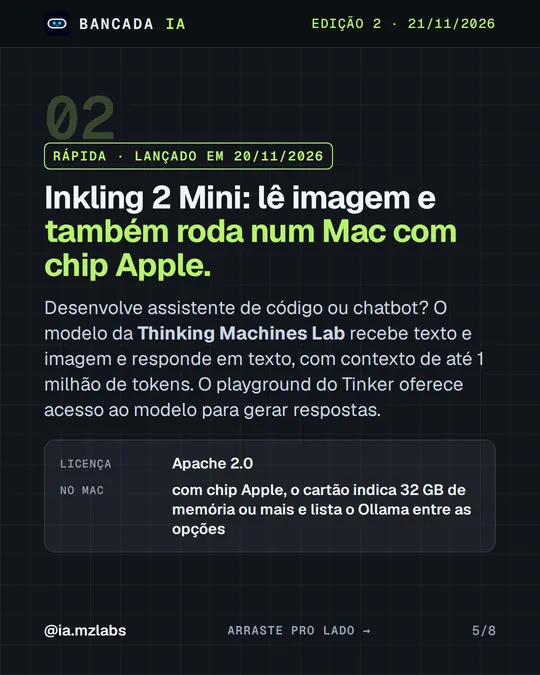 BANCADA IA
EDIÇÃO 2 · 21/11/2026
02
RÁPIDA · LANÇADO EM 20/11/2026
Inkling 2 Mini: lê imagem e
também roda num Mac com
chip Apple.
Desenvolve assistente de código ou chatbot? O
modelo da Thinking Machines Lab recebe texto e
imagem e responde em texto, com contexto de até 1
milhão de tokens. O playground do Tinker oferece
acesso ao modelo para gerar respostas.
LICENÇA Apache 2.0
NO MAC com chip Apple, o cartão indica 32 GB de
memória ou mais e lista o Ollama entre as
opções
@ia.mzlabs
ARRASTE PRO LADO →
5/8